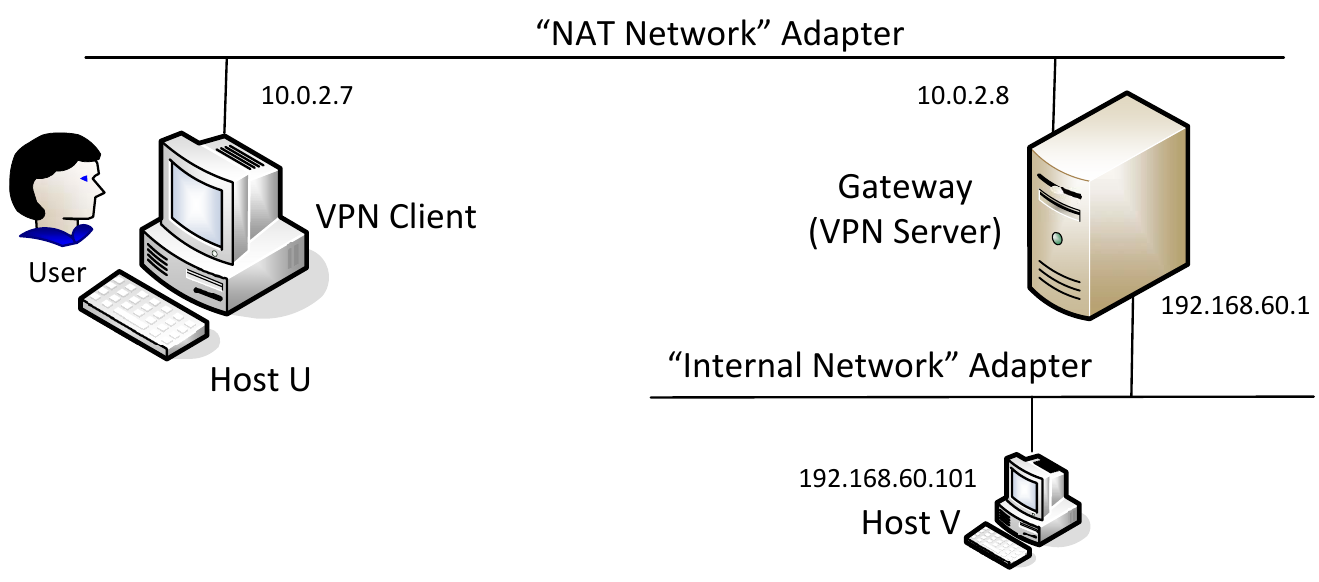 “NAT Network” Adapter
10.0.2.7
10.0.2.8
Gateway
(VPN Server)
VPN Client
User
192.168.60.1
“Internal Network” Adapter
Host U
192.168.60.101
Host V